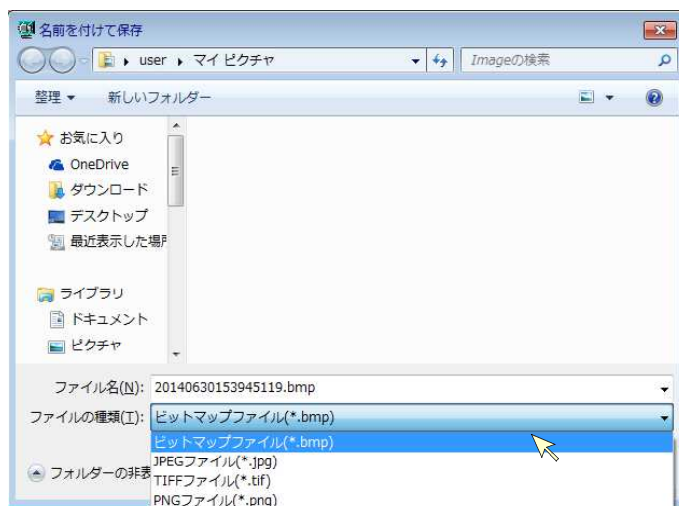 名前を付けて保存
user マイ ピクチャ Imageの検索
整理 新しいフォルダー
お気に入り
OneDrive
ダウンロード
デスクトップ
最近表示した場所
ライブラリ
ドキュメント
ピクチャ
ファイル名(N): 20140630153945119.bmp
ファイルの種類(T): ビットマップファイル(*.bmp)
ビットマップファイル(*.bmp)
JPEGファイル(*.jpg)
フォルダーの非表
TIFFファイル(*.tif)
PNGファイル(*.png)